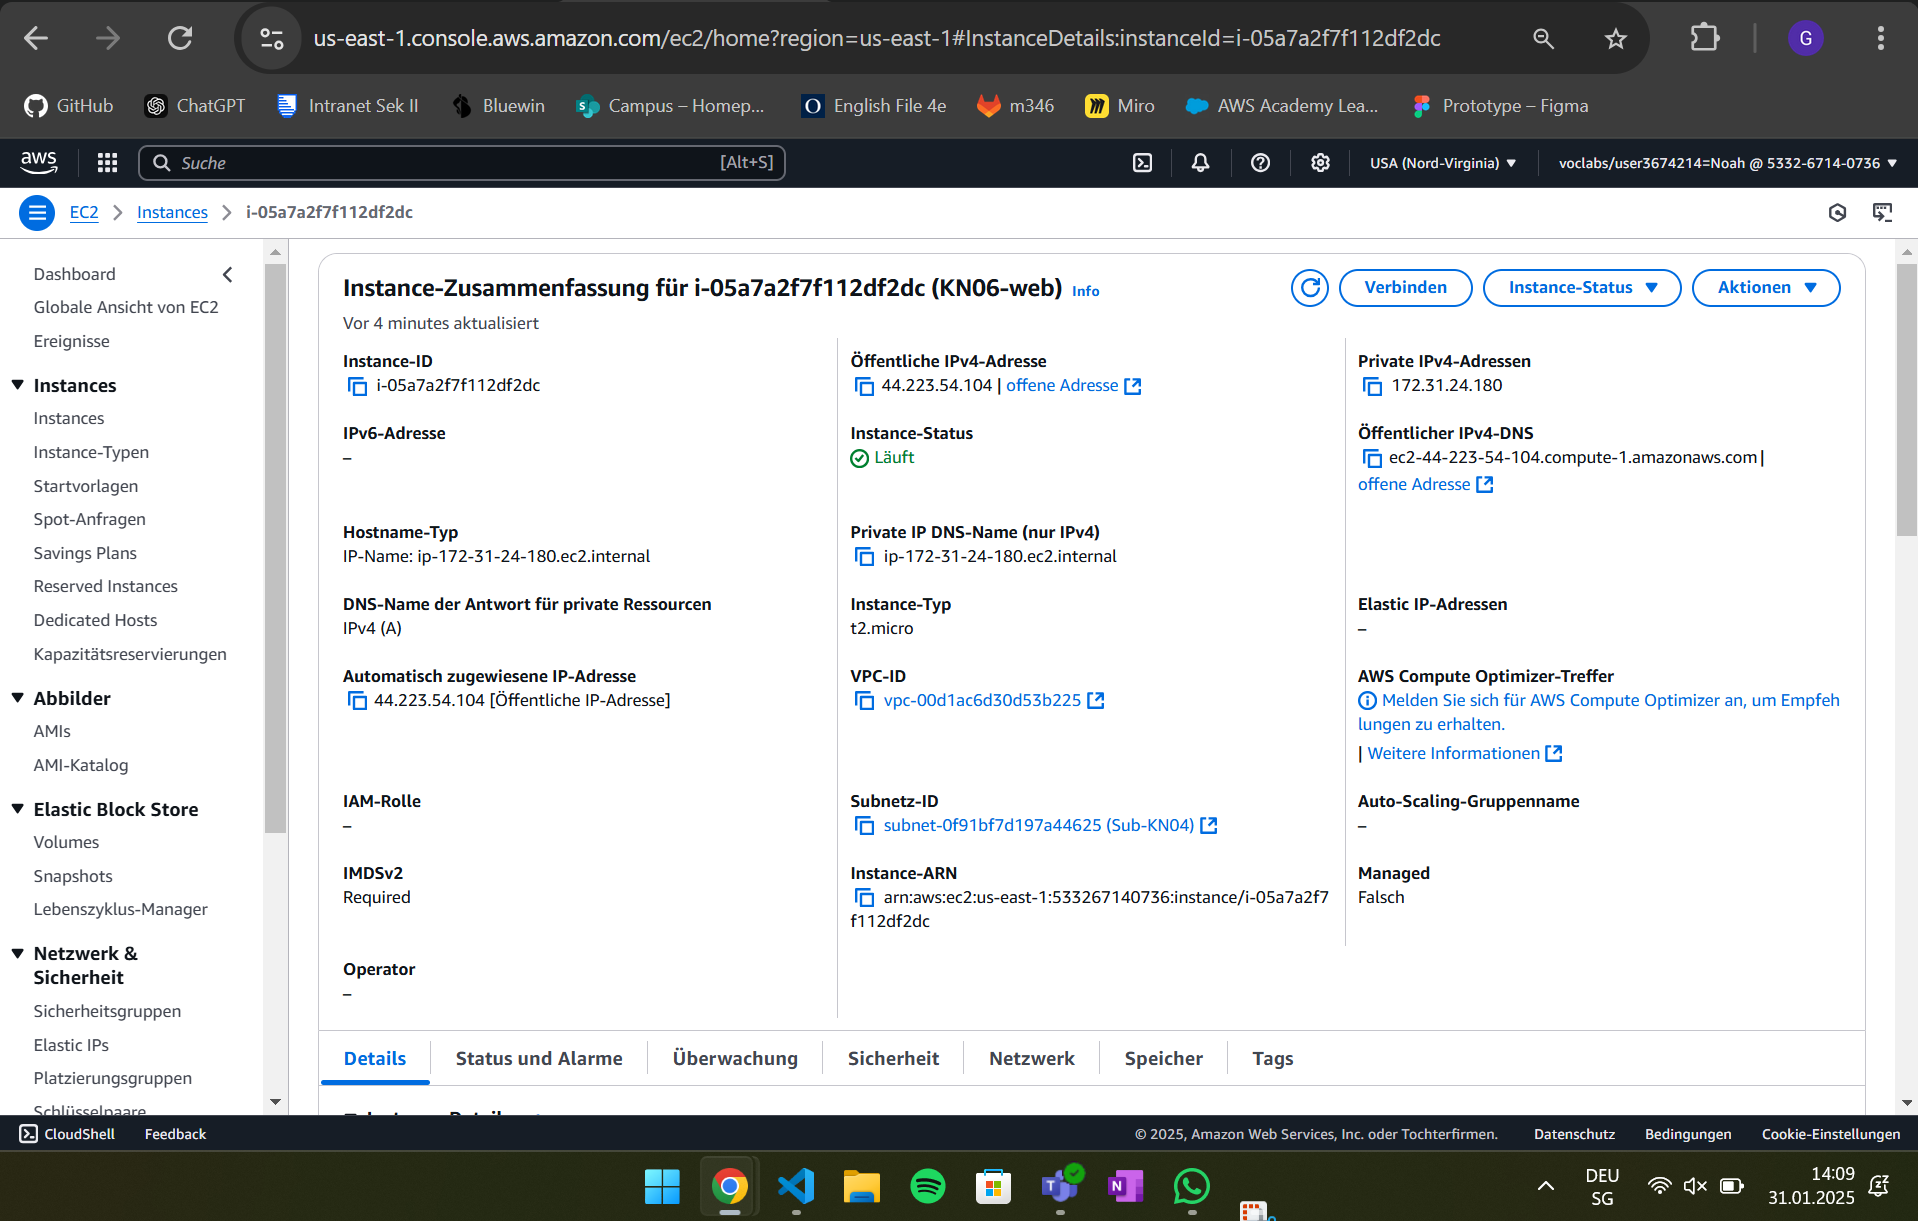 us-east-1.console.aws.amazon.com/ec2/home?region=us-east-1#InstanceDetails:instanceId=i-05a7a2f7f112df2dc
G
GitHub ChatGPT Intranet Sek II Bluewin Campus – Homep... English File 4e m346 Miro AWS Academy Lea... Prototype – Figma
aws Suche [Alt+S] USA (Nord-Virginia) voclabs/user3674214=Noah @ 5332-6714-0736
EC2 Instances i-05a7a2f7f112df2dc
Dashboard
Globale Ansicht von EC2
Ereignisse
Instances
Instances
Instance-Typen
Startvorlagen
Spot-Anfragen
Savings Plans
Reserved Instances
Dedicated Hosts
Kapazitätsreservierungen
Abbilder
AMIs
AMI-Katalog
Elastic Block Store
Volumes
Snapshots
Lebenszyklus-Manager
Netzwerk &
Sicherheit
Sicherheitsgruppen
Elastic IPs
Platzierungsgruppen
Schlüsselpaare
Instance-Zusammenfassung für i-05a7a2f7f112df2dc (KN06-web) Info
Verbinden Instance-Status Aktionen
Vor 4 minutes aktualisiert
Instance-ID
i-05a7a2f7f112df2dc
Öffentliche IPv4-Adresse
44.223.54.104 | offene Adresse
Private IPv4-Adressen
172.31.24.180
IPv6-Adresse
–
Instance-Status
Läuft
Öffentlicher IPv4-DNS
ec2-44-223-54-104.compute-1.amazonaws.com |
offene Adresse
Hostname-Typ
IP-Name: ip-172-31-24-180.ec2.internal
Private IP DNS-Name (nur IPv4)
ip-172-31-24-180.ec2.internal
DNS-Name der Antwort für private Ressourcen
IPv4 (A)
Instance-Typ
t2.micro
Elastic IP-Adressen
–
Automatisch zugewiesene IP-Adresse
44.223.54.104 [Öffentliche IP-Adresse]
VPC-ID
vpc-00d1ac6d30d53b225
AWS Compute Optimizer-Treffer
Melden Sie sich für AWS Compute Optimizer an, um Empfeh
lungen zu erhalten.
| Weitere Informationen
IAM-Rolle
–
Subnetz-ID
subnet-0f91bf7d197a44625 (Sub-KN04)
Auto-Scaling-Gruppenname
–
IMDSv2
Required
Instance-ARN
arn:aws:ec2:us-east-1:533267140736:instance/i-05a7a2f7
f112df2dc
Managed
Falsch
Operator
–
Details Status und Alarme Überwachung Sicherheit Netzwerk Speicher Tags
CloudShell Feedback © 2025, Amazon Web Services, Inc. oder Tochterfirmen. Datenschutz Bedingungen Cookie-Einstellungen
DEU
SG
14:09
31.01.2025